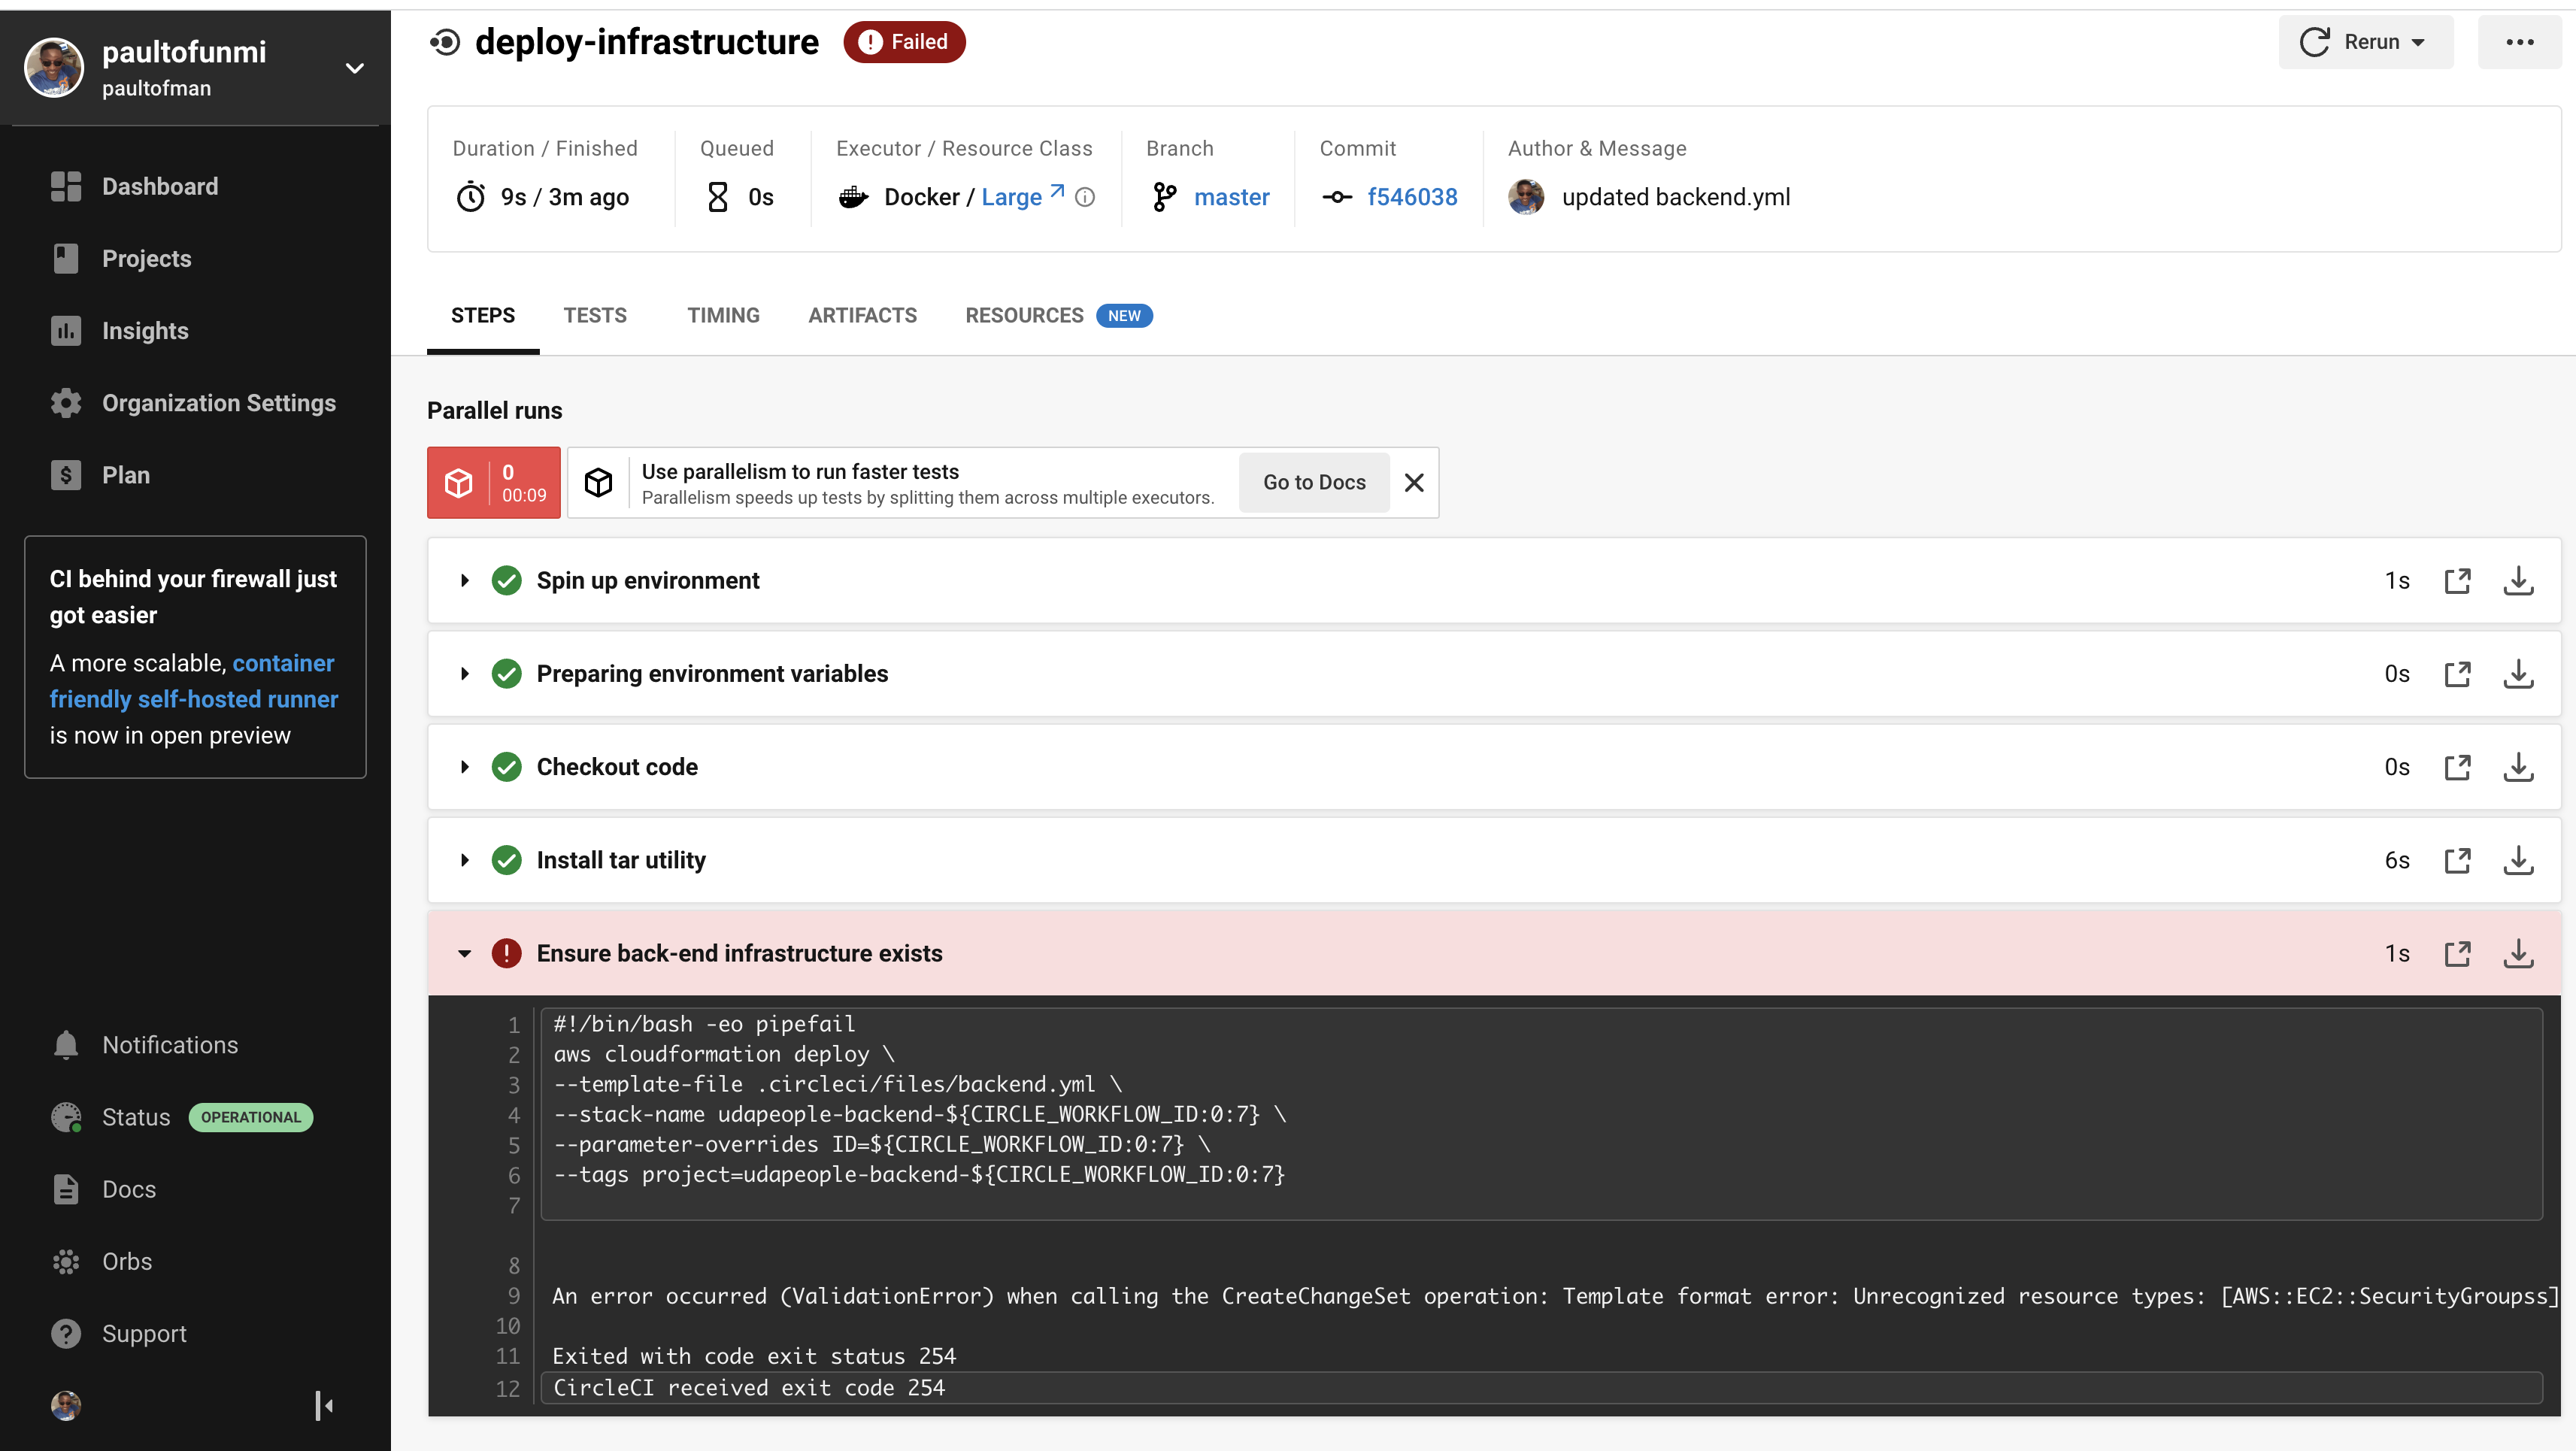 paultofunmi
paultofman
Dashboard
Projects
Insights
Organization Settings
Plan
CI behind your firewall just
got easier
A more scalable, container
friendly self-hosted runner
is now in open preview
Notifications
Status OPERATIONAL
Docs
Orbs
Support
deploy-infrastructure Failed
Rerun
Duration / Finished
9s / 3m ago
Queued
0s
Executor / Resource Class
Docker / Large
Branch
master
Commit
f546038
Author & Message
updated backend.yml
STEPS TESTS TIMING ARTIFACTS RESOURCES NEW
Parallel runs
0
00:09
Use parallelism to run faster tests
Parallelism speeds up tests by splitting them across multiple executors.
Go to Docs
Spin up environment 1s
Preparing environment variables 0s
Checkout code 0s
Install tar utility 6s
Ensure back-end infrastructure exists 1s
1 #!/bin/bash -eo pipefail
2 aws cloudformation deploy \
3 --template-file .circleci/files/backend.yml \
4 --stack-name udapeople-backend-${CIRCLE_WORKFLOW_ID:0:7} \
5 --parameter-overrides ID=${CIRCLE_WORKFLOW_ID:0:7} \
6 --tags project=udapeople-backend-${CIRCLE_WORKFLOW_ID:0:7}
7
8
9 An error occurred (ValidationError) when calling the CreateChangeSet operation: Template format error: Unrecognized resource types: [AWS::EC2::SecurityGroupss]
10
11 Exited with code exit status 254
12 CircleCI received exit code 254